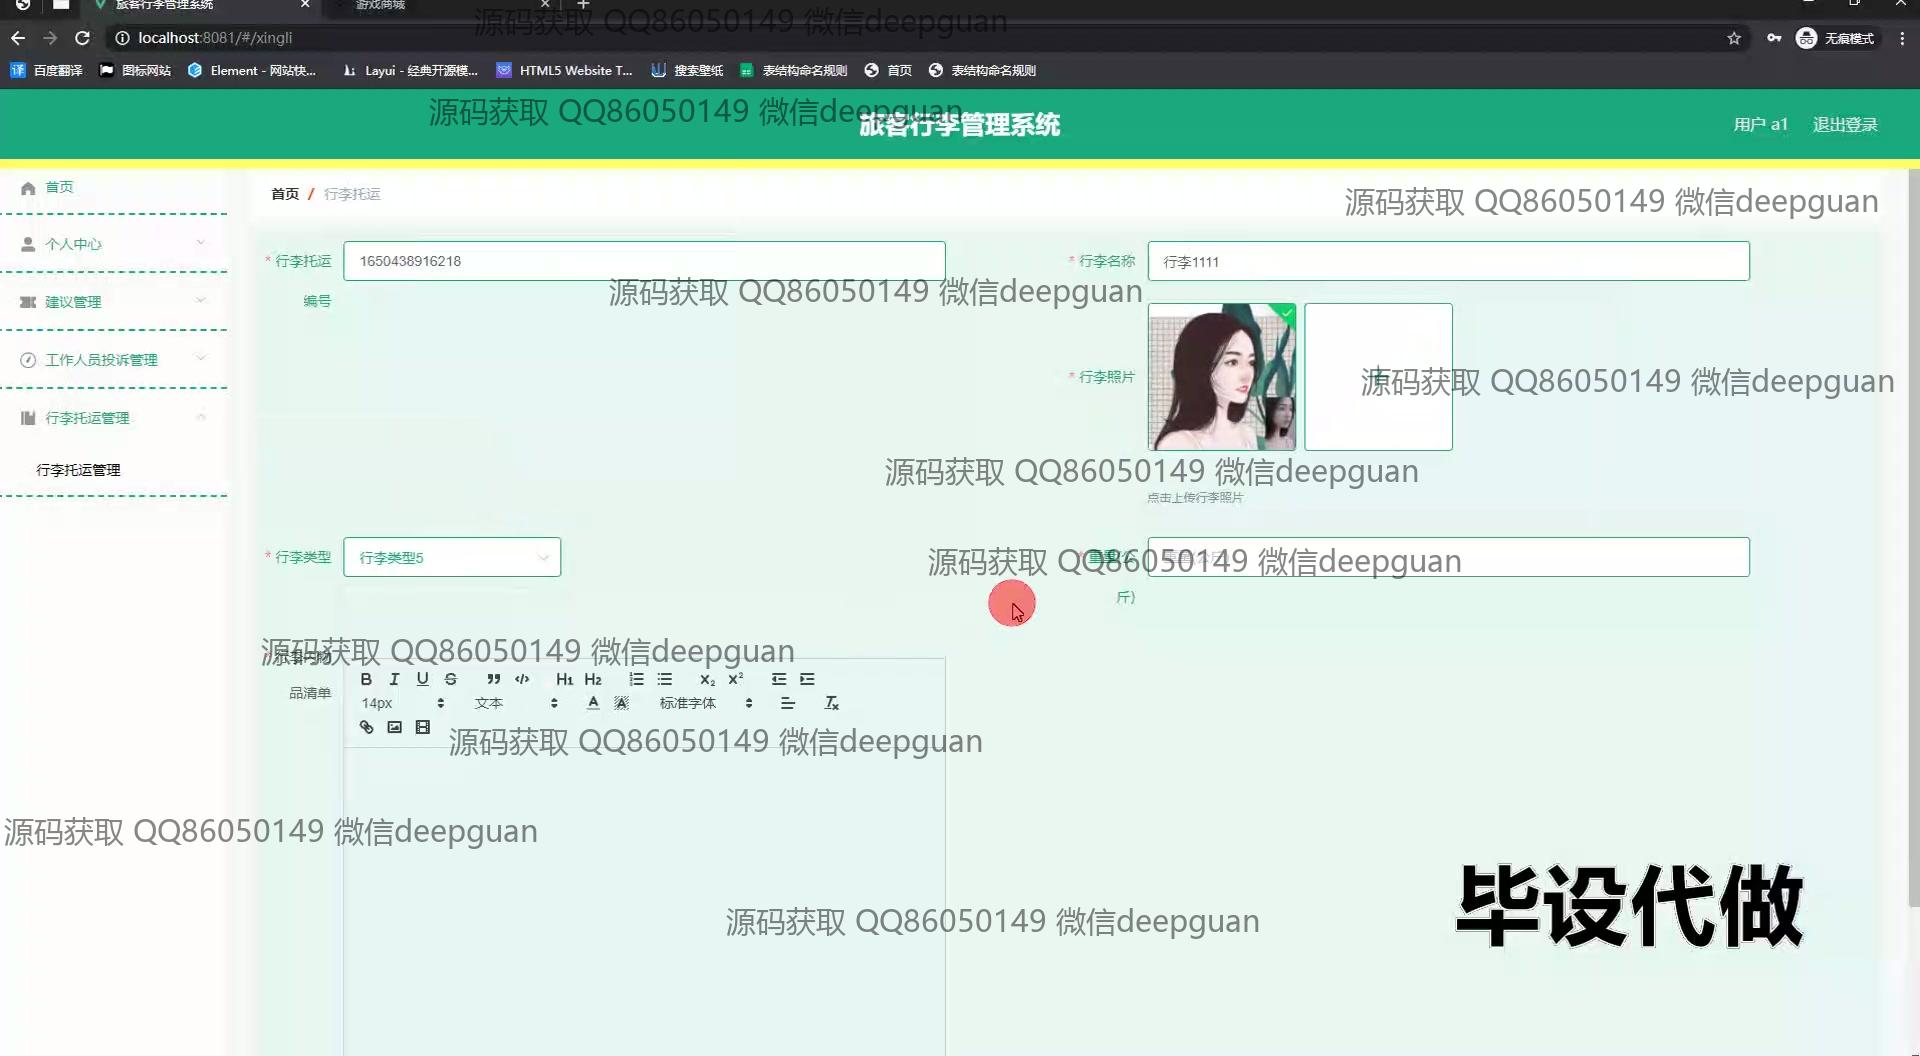 旅客行李管理系统
游戏商城
源码获取 QQ86050149 微信deepguan
localhost:8081/#/xingli
无痕模式
百度翻译
图标网站
Element - 网站快...
Layui - 经典开源模...
HTML5 Website T...
搜索壁纸
表结构命名规则
首页
表结构命名规则
源码获取 QQ86050149 微信deepguan
旅客行李管理系统
用户 a1
退出登录
首页
个人中心
建议管理
工作人员投诉管理
行李托运管理
行李托运管理
首页 / 行李托运
源码获取 QQ86050149 微信deepguan
* 行李托运编号
1650438916218
* 行李名称
行李1111
源码获取 QQ86050149 微信deepguan
* 行李照片
源码获取 QQ86050149 微信deepguan
源码获取 QQ86050149 微信deepguan
点击上传行李照片
* 行李类型
行李类型5
斤)
源码获取 QQ86050149 微信deepguan
源码获取 QQ86050149 微信deepguan
品清单
B I U S H1 H2 X₂ X²
14px 文本 A 标准字体
源码获取 QQ86050149 微信deepguan
源码获取 QQ86050149 微信deepguan
源码获取 QQ86050149 微信deepguan
毕设代做